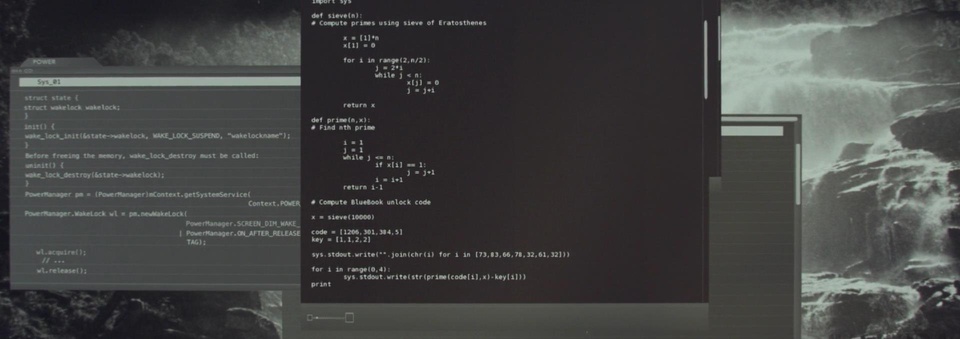 POWER
Sys_01
struct state {
struct wakelock wakelock;
}
init() {
wake_lock_init(&state->wakelock, WAKE_LOCK_SUSPEND, "wakelockname");
}
Before freeing the memory, wake_lock_destroy must be called:
uninit() {
wake_lock_destroy(&state->wakelock);
}
PowerManager pm = (PowerManager)mContext.getSystemService(
Context.POWER_
PowerManager.WakeLock wl = pm.newWakeLock(
PowerManager.SCREEN_DIM_WAKE_
| PowerManager.ON_AFTER_RELEASE
TAG);
wl.acquire();
// ...
wl.release();
import sys
def sieve(n):
# Compute primes using sieve of Eratosthenes
x = [1]*n
x[1] = 0
for i in range(2,n/2):
j = 2*i
while j < n:
x[j] = 0
j = j+i
return x
def prime(n,x):
# Find nth prime
i = 1
j = 1
while j <= n:
if x[i] == 1:
j = j+1
i = i+1
return i-1
# Compute BlueBook unlock code
x = sieve(10000)
code = [1206,301,384,5]
key = [1,1,2,2]
sys.stdout.write("".join(chr(i) for i in [73,83,66,78,32,61,32]))
for i in range(0,4):
sys.stdout.write(str(prime(code[i],x)-key[i]))
print